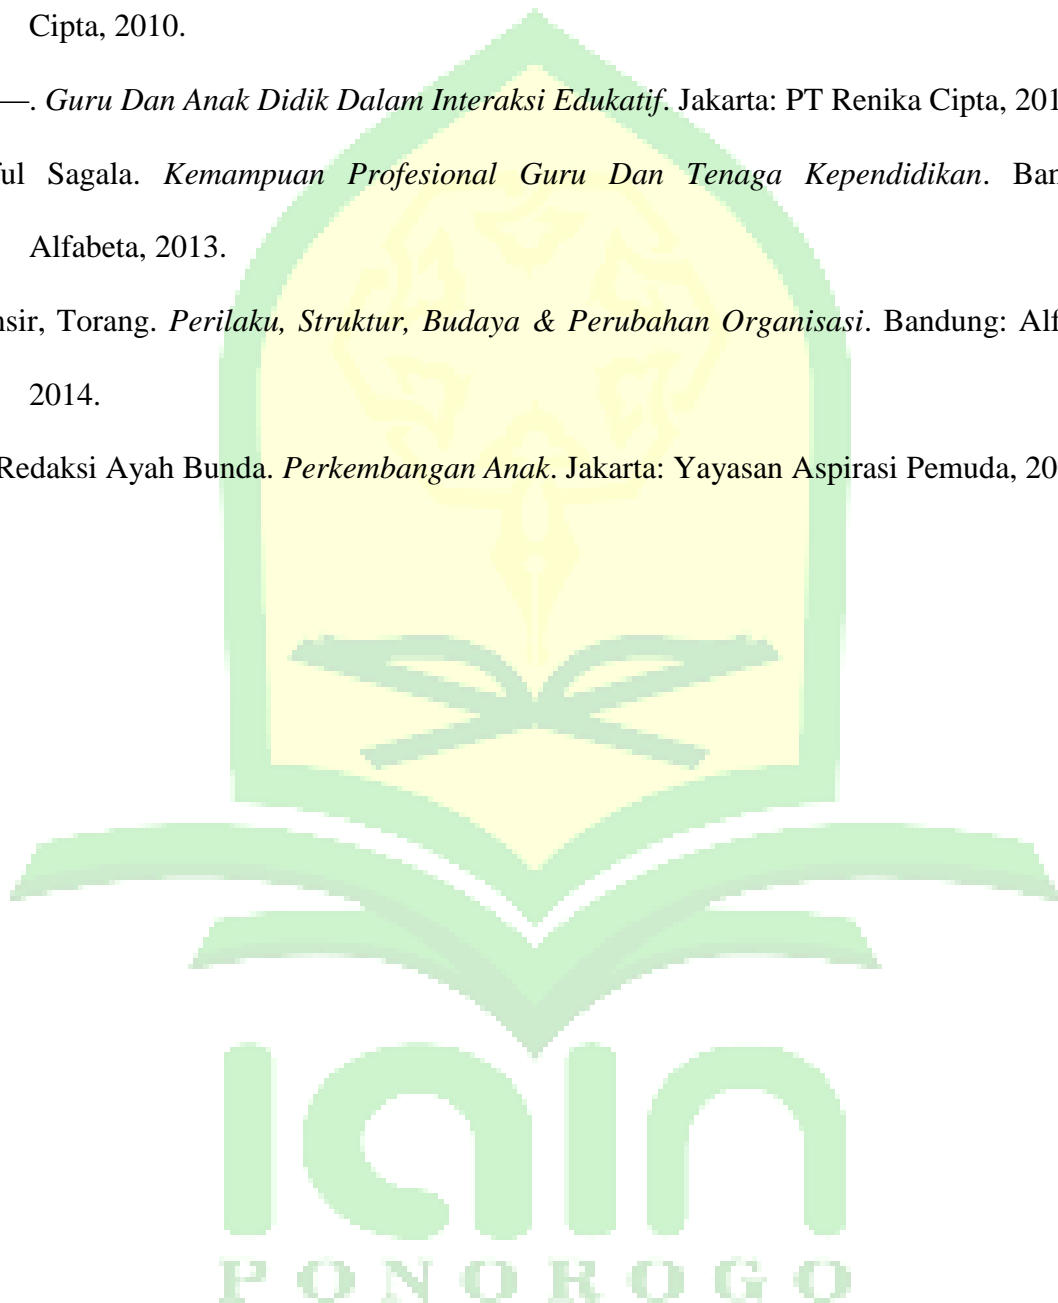 Cipta, 2010.
—. Guru Dan Anak Didik Dalam Interaksi Edukatif. Jakarta: PT Renika Cipta, 201
ful Sagala. Kemampuan Profesional Guru Dan Tenaga Kependidikan. Ban
Alfabeta, 2013.
nsir, Torang. Perilaku, Struktur, Budaya & Perubahan Organisasi. Bandung: Alf
2014.
Redaksi Ayah Bunda. Perkembangan Anak. Jakarta: Yayasan Aspirasi Pemuda, 20
iain
PONOROGO